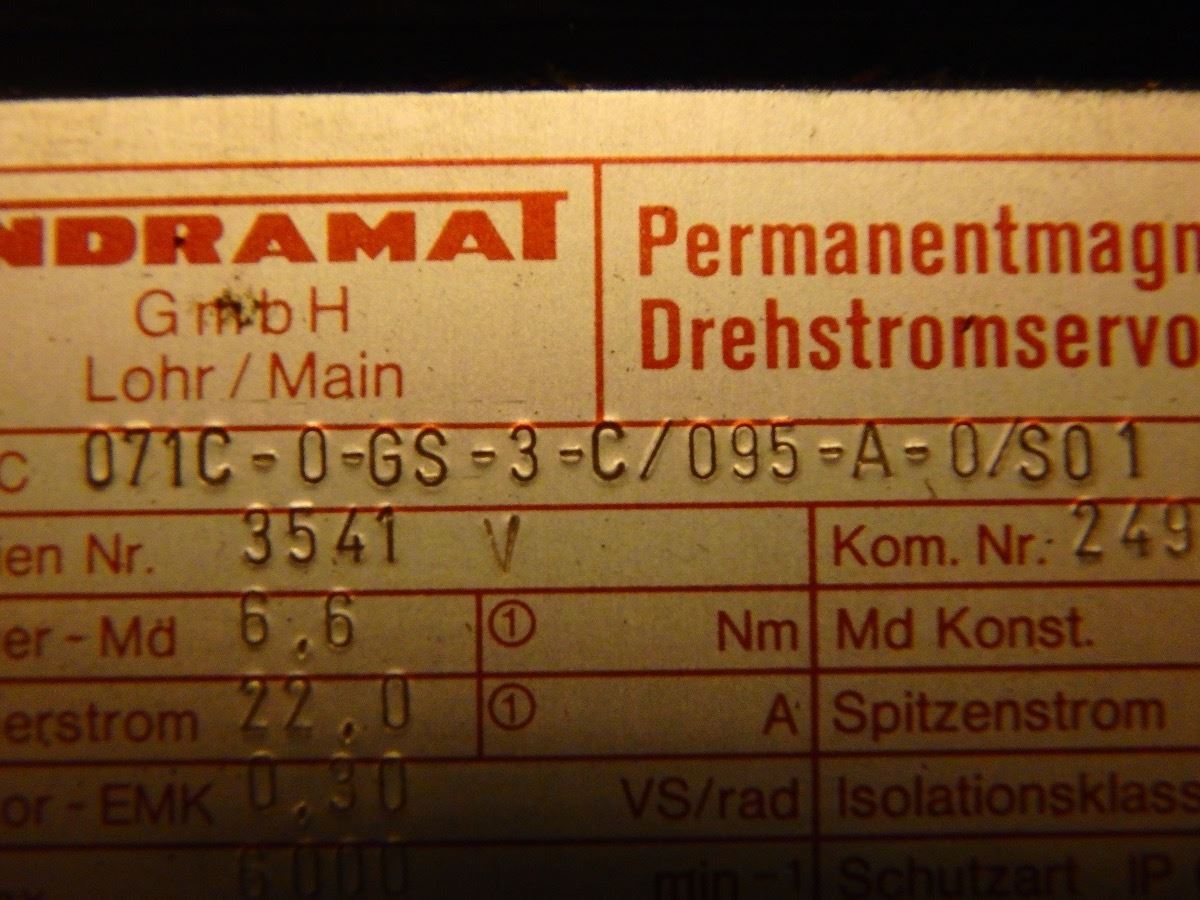 NDRAMAT
GmbH
Lohr / Main
Permanentmagn
Drehstromservo
C 071C-0-GS-3-C/095-A-0/S01
ien Nr. 3541 V Kom. Nr. 249
er - Md 6,6 ① Nm Md Konst.
erstrom 22,0 ① A Spitzenstrom
or - EMK 0,30 VS/rad Isolationsklass
6000 min -1 Schutzart IP